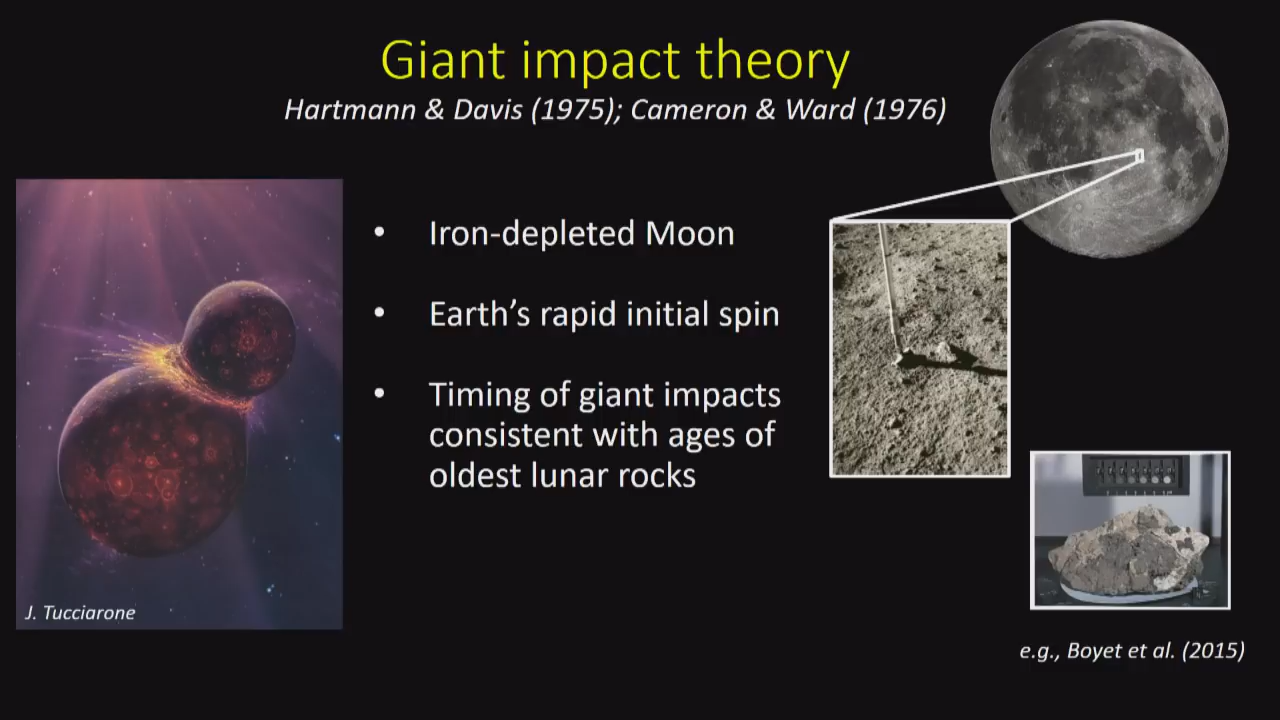 Giant impact theory
Hartmann & Davis (1975); Cameron & Ward (1976)
• Iron-depleted Moon
• Earth's rapid initial spin
• Timing of giant impacts
consistent with ages of
oldest lunar rocks
J. Tucciarone
e.g., Boyet et al. (2015)